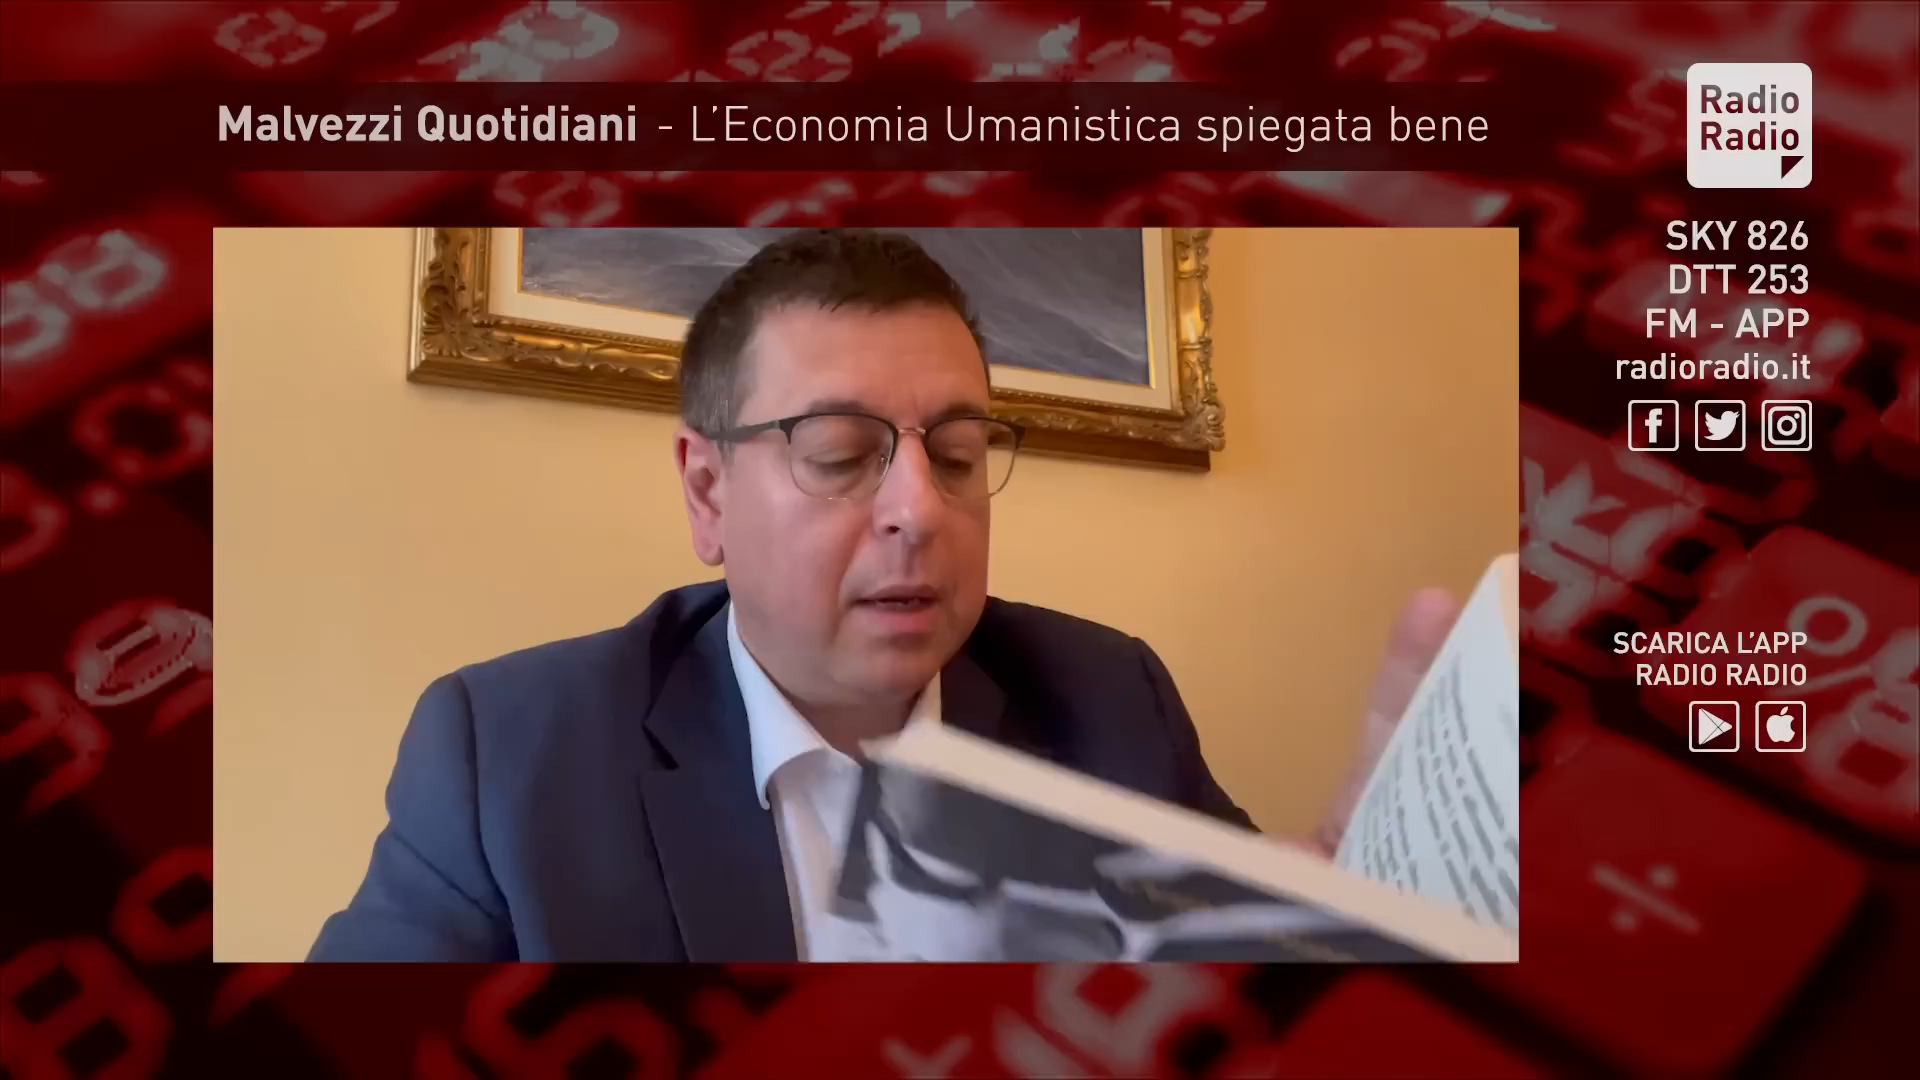 Malvezzi Quotidiani - L'Economia Umanistica spiegata bene
Radio
Radio
SKY 826
DTT 253
FM - APP
radioradio.it
SCARICA L'APP
RADIO RADIO